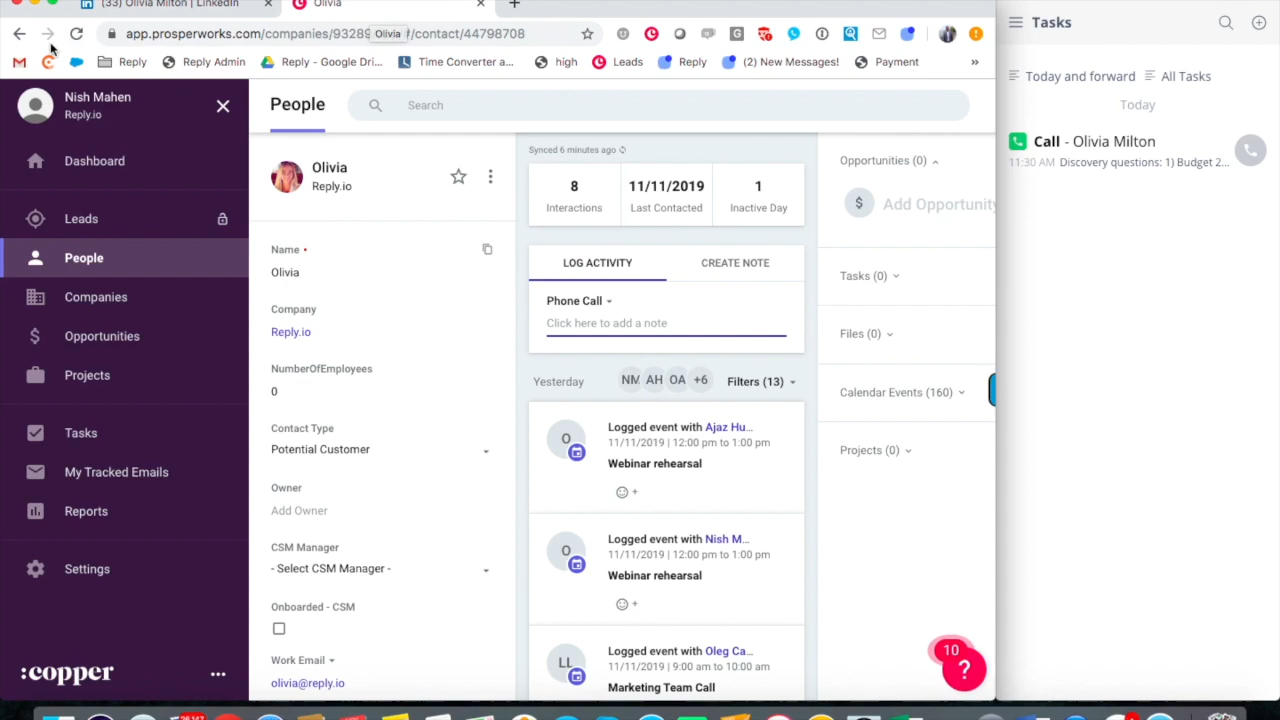 (33) Olivia Milton | LinkedIn
Olivia
app.prosperworks.com/companies/93289
Olivia
/contact/44798708
Reply
Reply Admin
Reply - Google Dri...
Time Converter a...
high
Leads
Reply
(2) New Messages!
Payment
»
Nish Mahen
Reply.io
Dashboard
Leads
People
Companies
Opportunities
Projects
Tasks
My Tracked Emails
Reports
Settings
:copper
People
Search
Olivia
Reply.io
Name
Olivia
Company
Reply.io
NumberOfEmployees
0
Contact Type
Potential Customer
Owner
Add Owner
CSM Manager
- Select CSM Manager -
Onboarded - CSM
Work Email
olivia@reply.io
Synced 6 minutes ago
8 11/11/2019 1
Interactions Last Contacted Inactive Day
LOG ACTIVITY CREATE NOTE
Phone Call
Click here to add a note
Yesterday NM AH OA +6 Filters (13)
O
Logged event with Ajaz Hu...
11/11/2019 | 12:00 pm to 1:00 pm
Webinar rehearsal
+
O
Logged event with Nish M...
11/11/2019 | 12:00 pm to 1:00 pm
Webinar rehearsal
+
LL
Logged event with Oleg Ca...
11/11/2019 | 9:00 am to 10:00 am
Marketing Team Call
Opportunities (0)
$ Add Opportunity
Tasks (0)
Files (0)
Calendar Events (160)
Projects (0)
10
?
Tasks
Today and forward All Tasks
Today
Call - Olivia Milton
11:30 AM Discovery questions: 1) Budget 2...